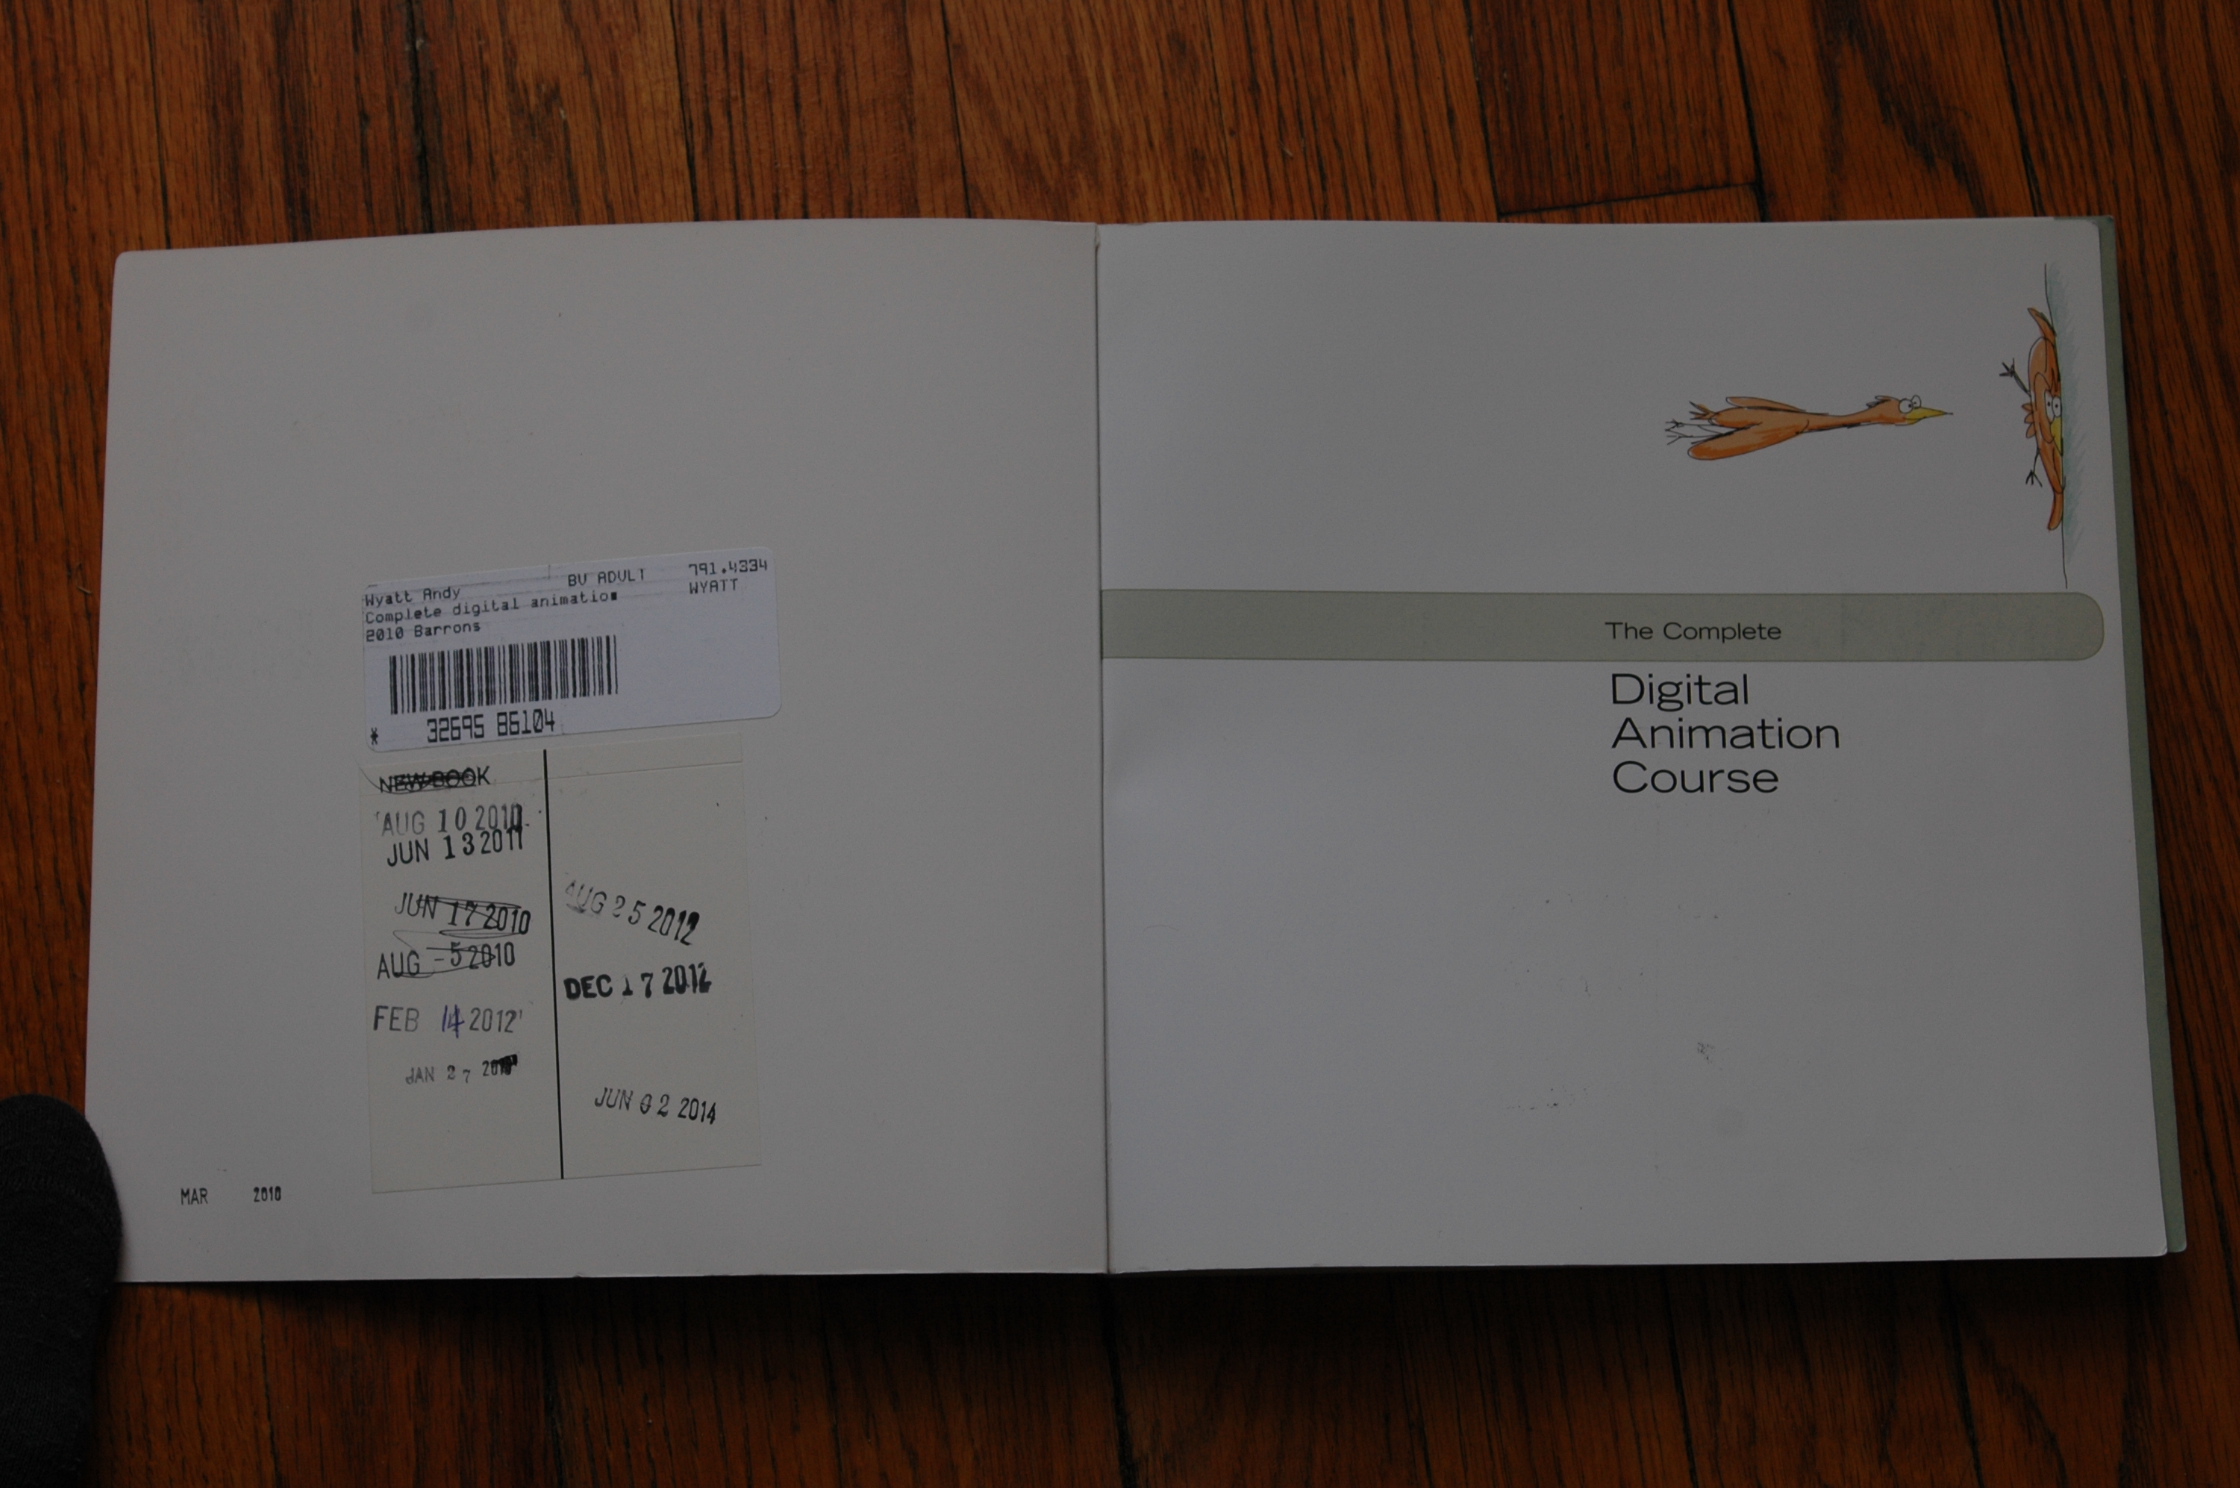 Wyatt Andy BV ADULT 791.4334
Complete digital animatio WYATT
2010 Barrons
* 32695 86104
NEW BOOK
AUG 10 2010
JUN 13 2011
JUN 17 2010
AUG -5 2010
FEB 14 2012
JAN 27
AUG 25 2012
DEC 17 2012
JUN 02 2014
MAR 2010
The Complete
Digital
Animation
Course